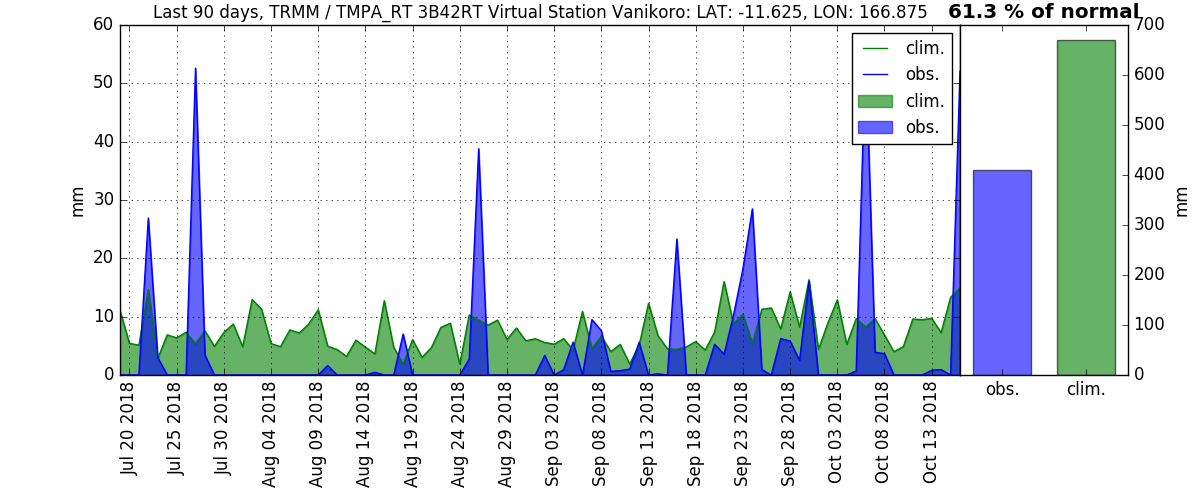 Last 90 days, TRMM / TMPA_RT 3B42RT Virtual Station Vanikoro: LAT: -11.625, LON: 166.875
61.3 % of normal
60
50
40
30
20
10
0
mm
clim.
obs.
clim.
obs.
700
600
500
400
300
200
100
0
mm
Jul 20 2018
Jul 25 2018
Jul 30 2018
Aug 04 2018
Aug 09 2018
Aug 14 2018
Aug 19 2018
Aug 24 2018
Aug 29 2018
Sep 03 2018
Sep 08 2018
Sep 13 2018
Sep 18 2018
Sep 23 2018
Sep 28 2018
Oct 03 2018
Oct 08 2018
Oct 13 2018
obs.
clim.